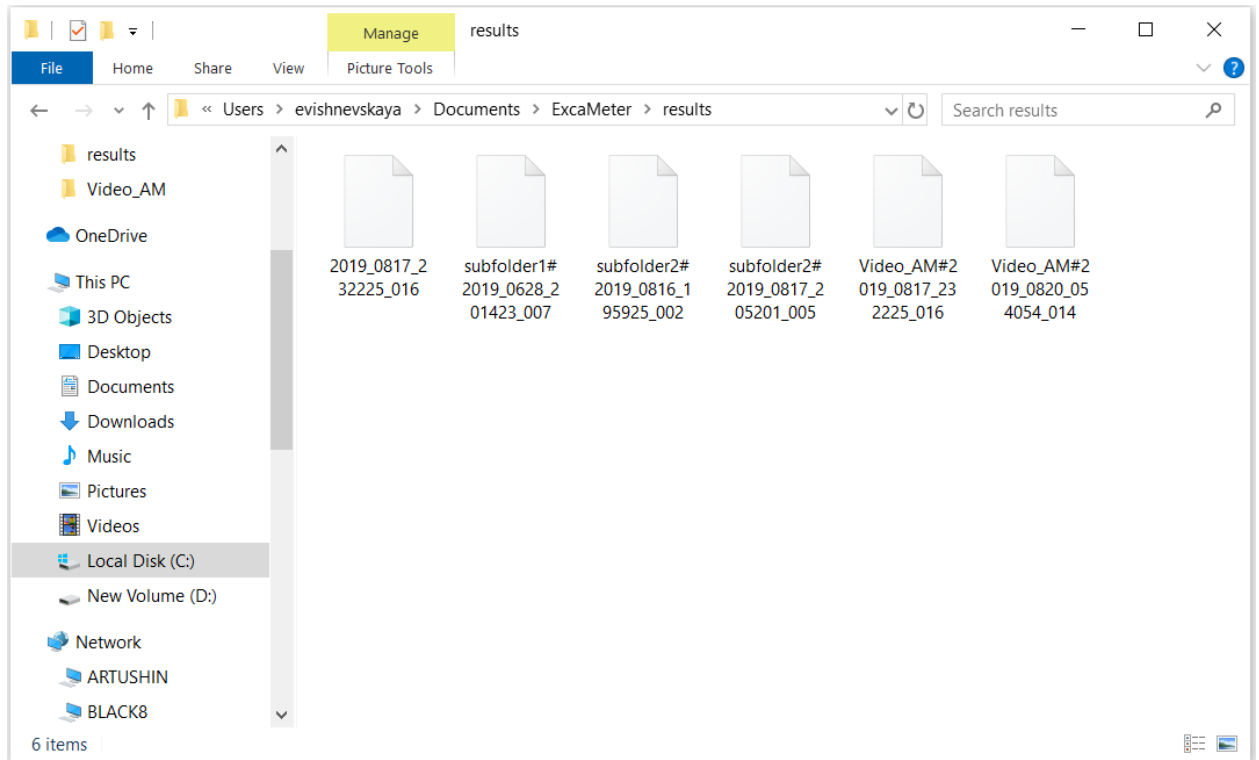 Manage
results
File
Home
Share
View
Picture Tools
?
« Users > evishnevskaya > Documents > ExcaMeter > results
Search results
results
Video_AM
OneDrive
This PC
3D Objects
Desktop
Documents
Downloads
Music
Pictures
Videos
Local Disk (C:)
New Volume (D:)
Network
ARTUSHIN
BLACK8
2019_0817_2
32225_016
subfolder1#
2019_0628_2
01423_007
subfolder2#
2019_0816_1
95925_002
subfolder2#
2019_0817_2
05201_005
Video_AM#2
019_0817_23
2225_016
Video_AM#2
019_0820_05
4054_014
6 items